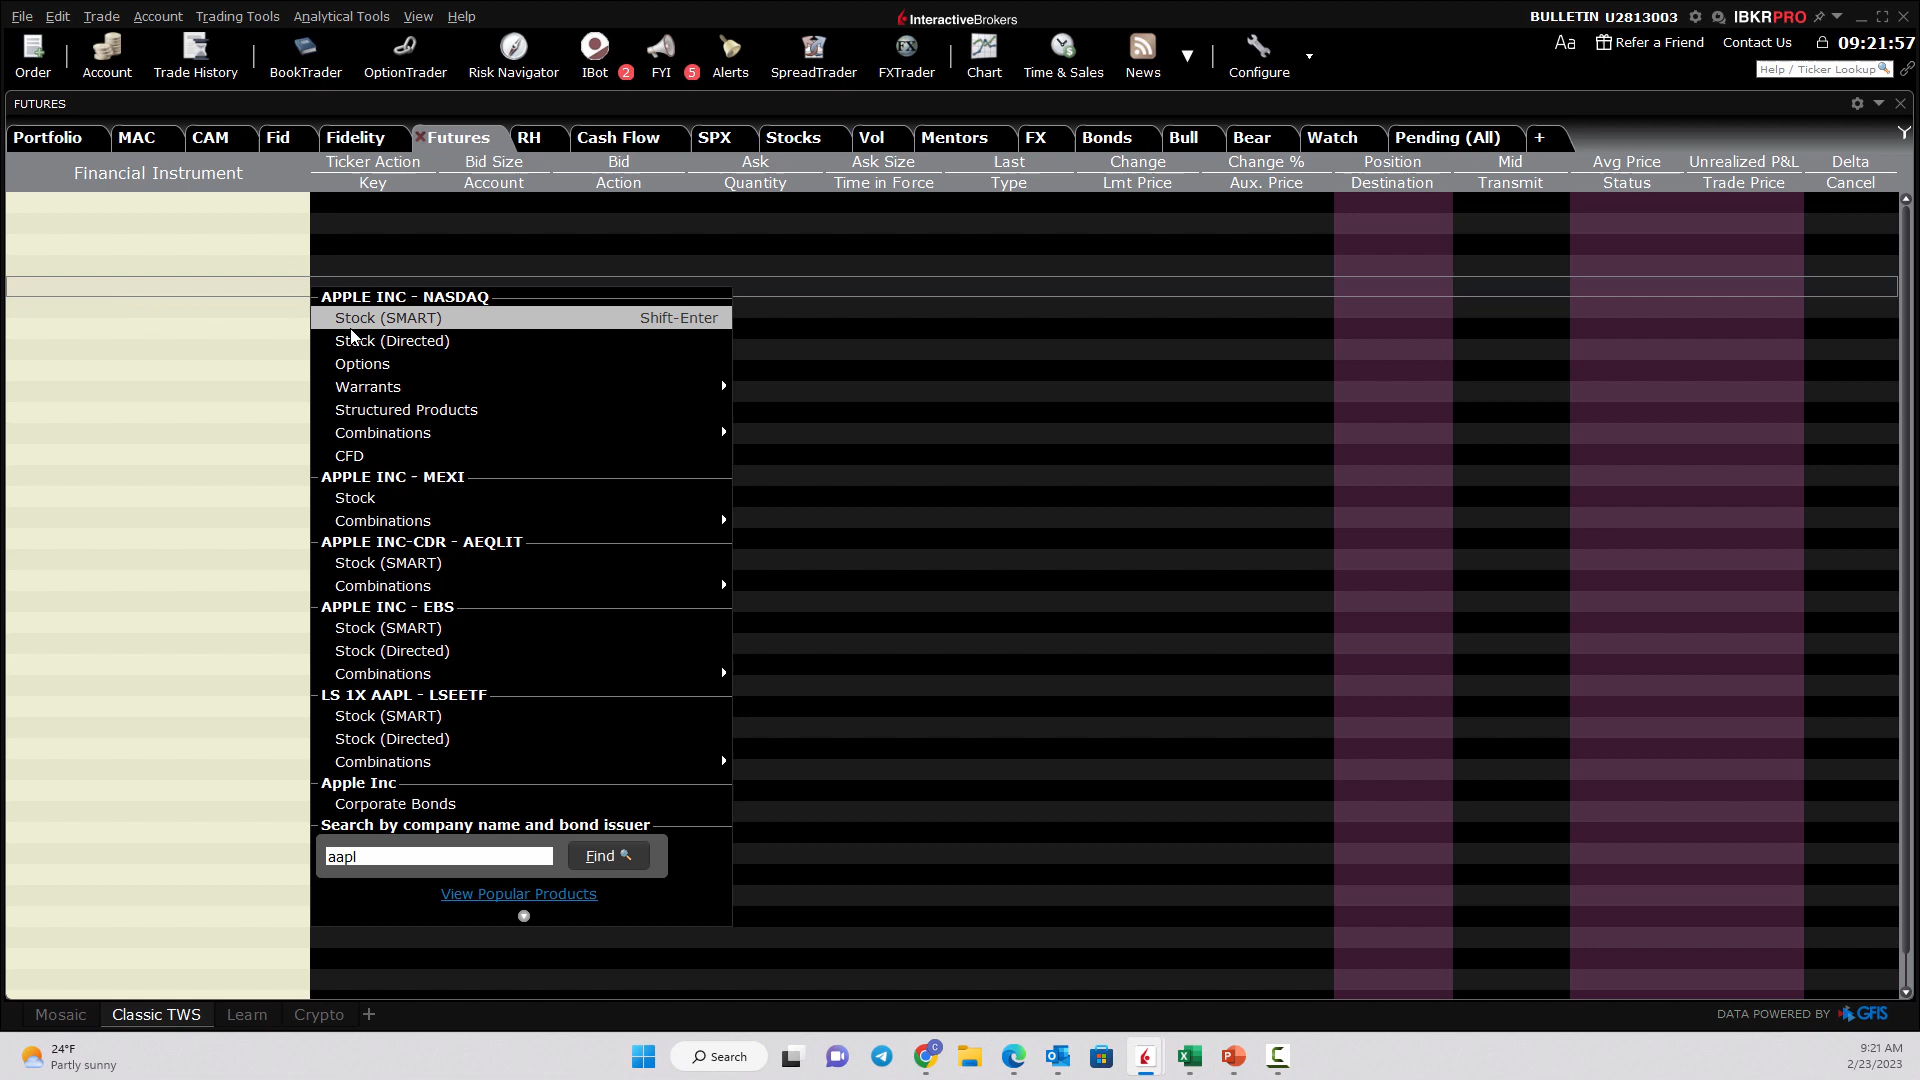 File Edit Trade Account Trading Tools Analytical Tools View Help
InteractiveBrokers
BULLETIN U2813003 IBKRPRO
Aa Refer a Friend Contact Us 09:21:57
Order Account Trade History BookTrader OptionTrader Risk Navigator IBot 2 FYI 5 Alerts SpreadTrader FXTrader Chart Time & Sales News Configure
Help / Ticker Lookup
FUTURES
Portfolio MAC CAM Fid Fidelity Futures RH Cash Flow SPX Stocks Vol Mentors FX Bonds Bull Bear Watch Pending (All) +
Financial Instrument
Ticker Action Bid Size Bid Ask Ask Size Last Change Change % Position Mid Avg Price Unrealized P&L Delta
Key Account Action Quantity Time in Force Type Lmt Price Aux. Price Destination Transmit Status Trade Price Cancel
APPLE INC - NASDAQ
Stock (SMART) Shift-Enter
Stock (Directed)
Options
Warrants
Structured Products
Combinations
CFD
APPLE INC - MEXI
Stock
Combinations
APPLE INC-CDR - AEQLIT
Stock (SMART)
Combinations
APPLE INC - EBS
Stock (SMART)
Stock (Directed)
Combinations
LS 1X AAPL - LSEETF
Stock (SMART)
Stock (Directed)
Combinations
Apple Inc
Corporate Bonds
Search by company name and bond issuer
aapl Find
View Popular Products
Mosaic Classic TWS Learn Crypto +
DATA POWERED BY GFIS
24°F
Partly sunny
Search
9:21 AM
2/23/2023